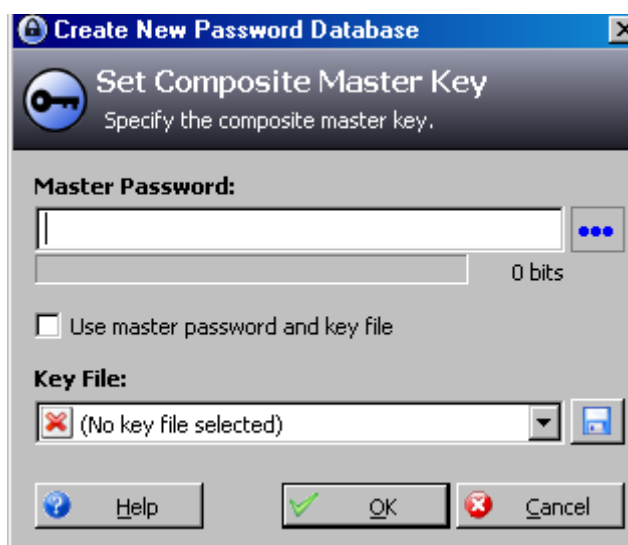 Create New Password Database
Set Composite Master Key
Specify the composite master key.
Master Password:
0 bits
Use master password and key file
Key File:
(No key file selected)
Help OK Cancel